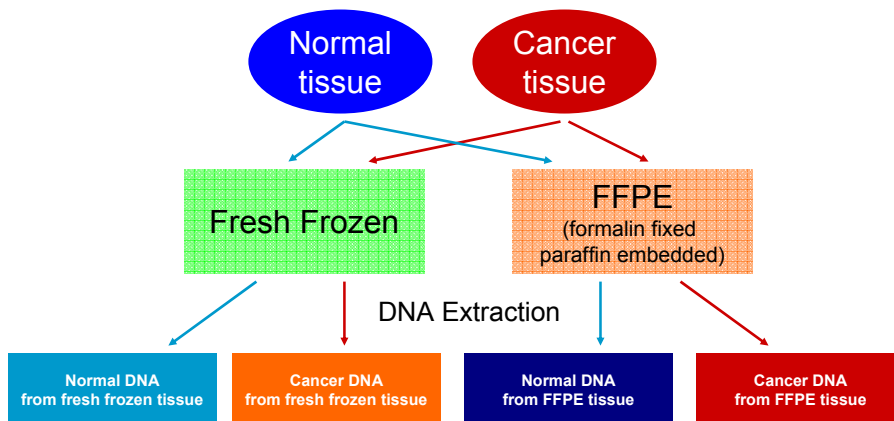 Normal
tissue
Cancer
tissue
Fresh Frozen
FFPE
(formalin fixed
paraffin embedded)
DNA Extraction
Normal DNA
from fresh frozen tissue
Cancer DNA
from fresh frozen tissue
Normal DNA
from FFPE tissue
Cancer DNA
from FFPE tissue